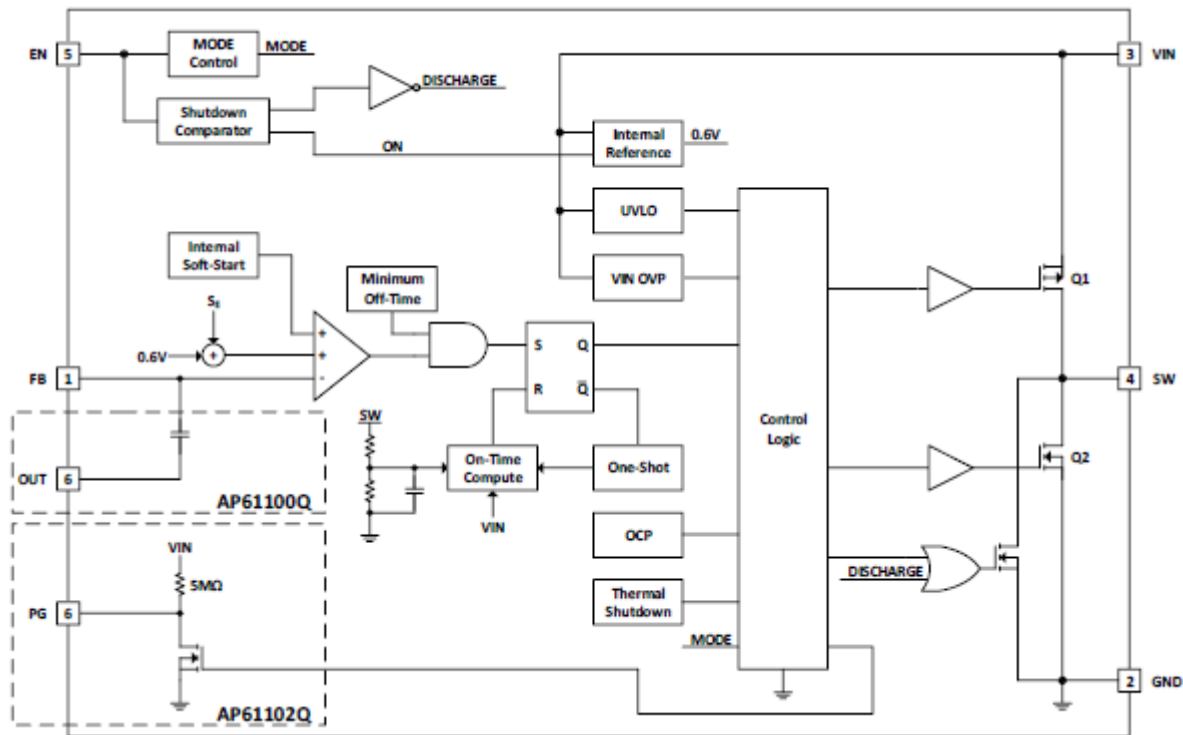 EN
5
MODE
Control
MODE
3
VIN
DISCHARGE
Shutdown
Comparator
ON
Internal
Reference
0.6V
UVLO
Internal
Soft-Start
VIN OVP
Minimum
Off-Time
Q1
SE
0.6V
+
+
+
-
S
Q
R
Q̅
FB
1
4
SW
SW
Control
Logic
On-Time
Compute
One-Shot
Q2
OUT
6
AP61100Q
VIN
OCP
VIN
5MΩ
DISCHARGE
PG
6
Thermal
Shutdown
MODE
2
GND
AP61102Q